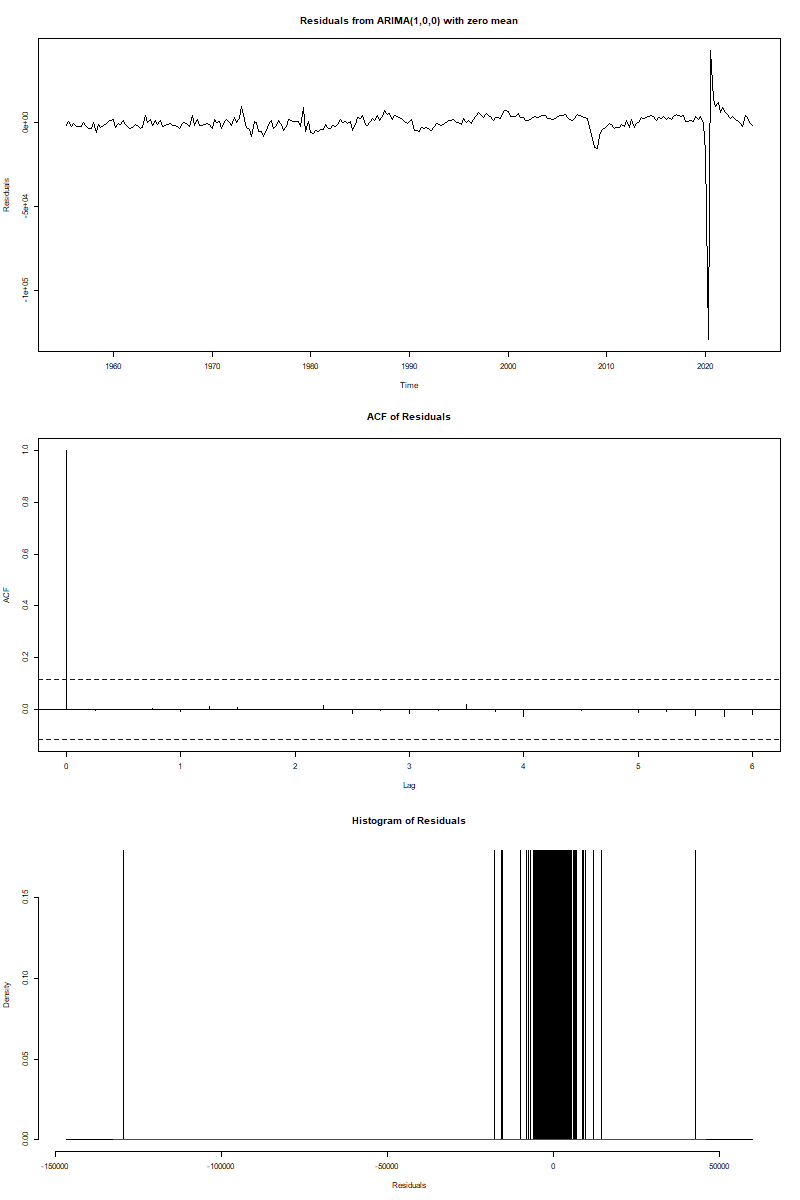 Residuals from ARIMA(1,0,0) with zero mean
0e+00
-5e+04
-1e+05
Residuals
1960 1970 1980 1990 2000 2010 2020
Time
ACF of Residuals
1.0
0.8
0.6
0.4
0.2
0.0
ACF
0 1 2 3 4 5 6
Lag
Histogram of Residuals
0.15
0.10
0.05
0.00
Density
-150000 -100000 -50000 0 50000
Residuals